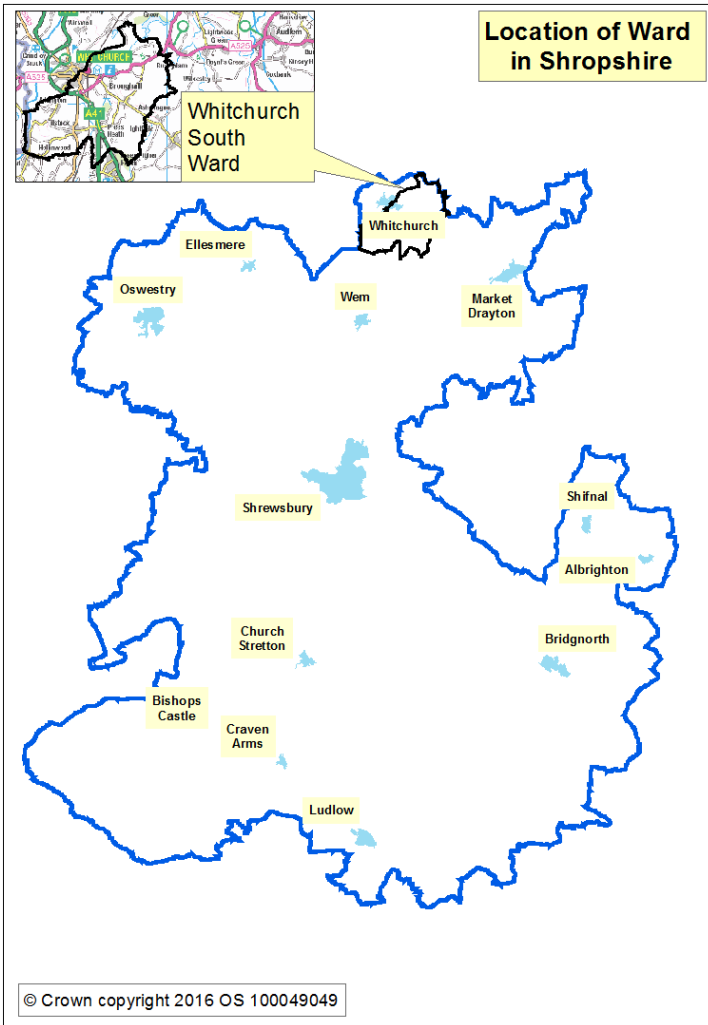 Location of Ward
in Shropshire
A525
A525
A41
Whitchurch
South
Ward
Whitchurch
Ellesmere
Oswestry
Wem
Market
Drayton
Shrewsbury
Shifnal
Albrighton
Church
Stretton
Bridgnorth
Bishops
Castle
Craven
Arms
Ludlow
© Crown copyright 2016 OS 100049049